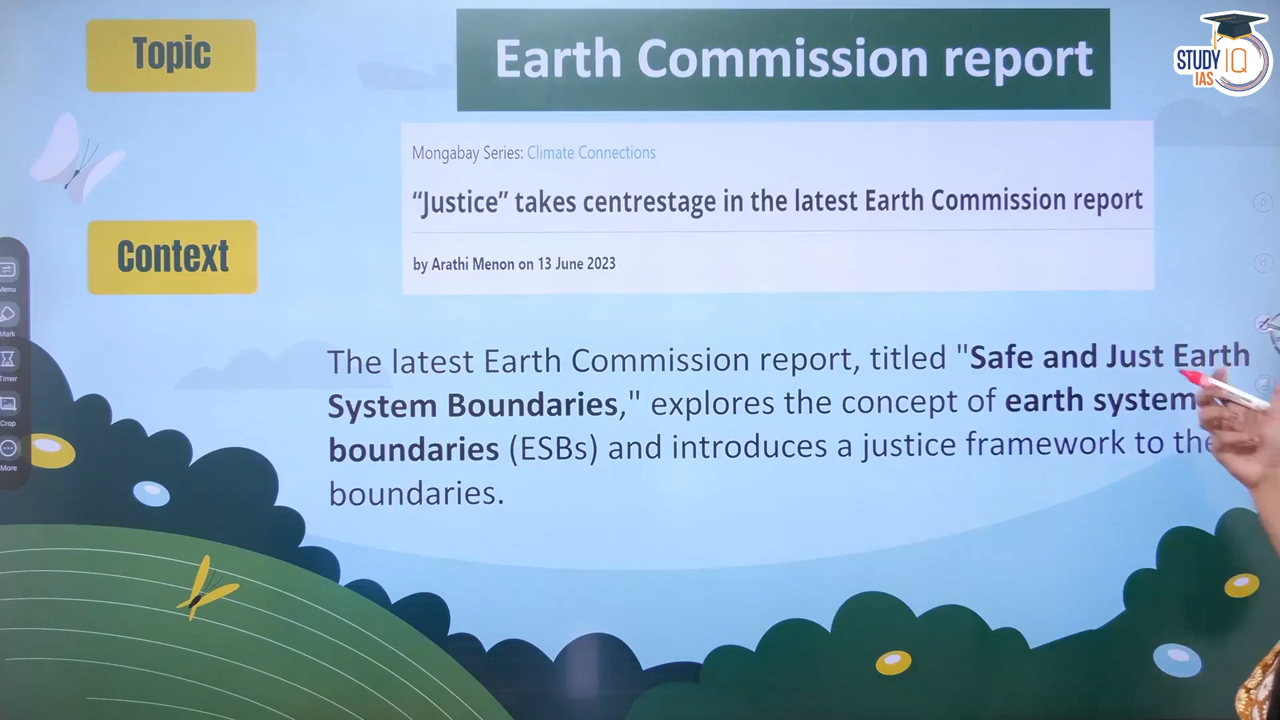 Topic
Earth Commission report
STUDY IQ
IAS
Mongabay Series: Climate Connections
"Justice" takes centrestage in the latest Earth Commission report
by Arathi Menon on 13 June 2023
Context
Menu
Mark
Timer
Crop
More
The latest Earth Commission report, titled "Safe and Just Earth
System Boundaries," explores the concept of earth system
boundaries (ESBs) and introduces a justice framework to the
boundaries.